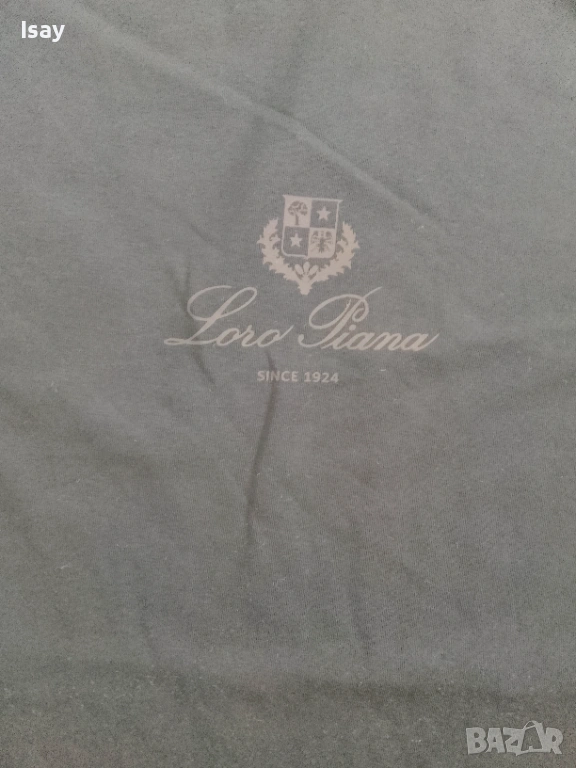 Isay
Loro Piana
SINCE 1924
BAZAR